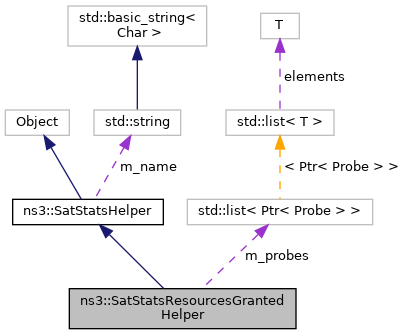 std::basic_string<
Char >
T
elements
Object
std::string
std::list< T >
m_name
< Ptr< Probe > >
ns3::SatStatsHelper
std::list< Ptr< Probe > >
m_probes
ns3::SatStatsResourcesGranted
Helper